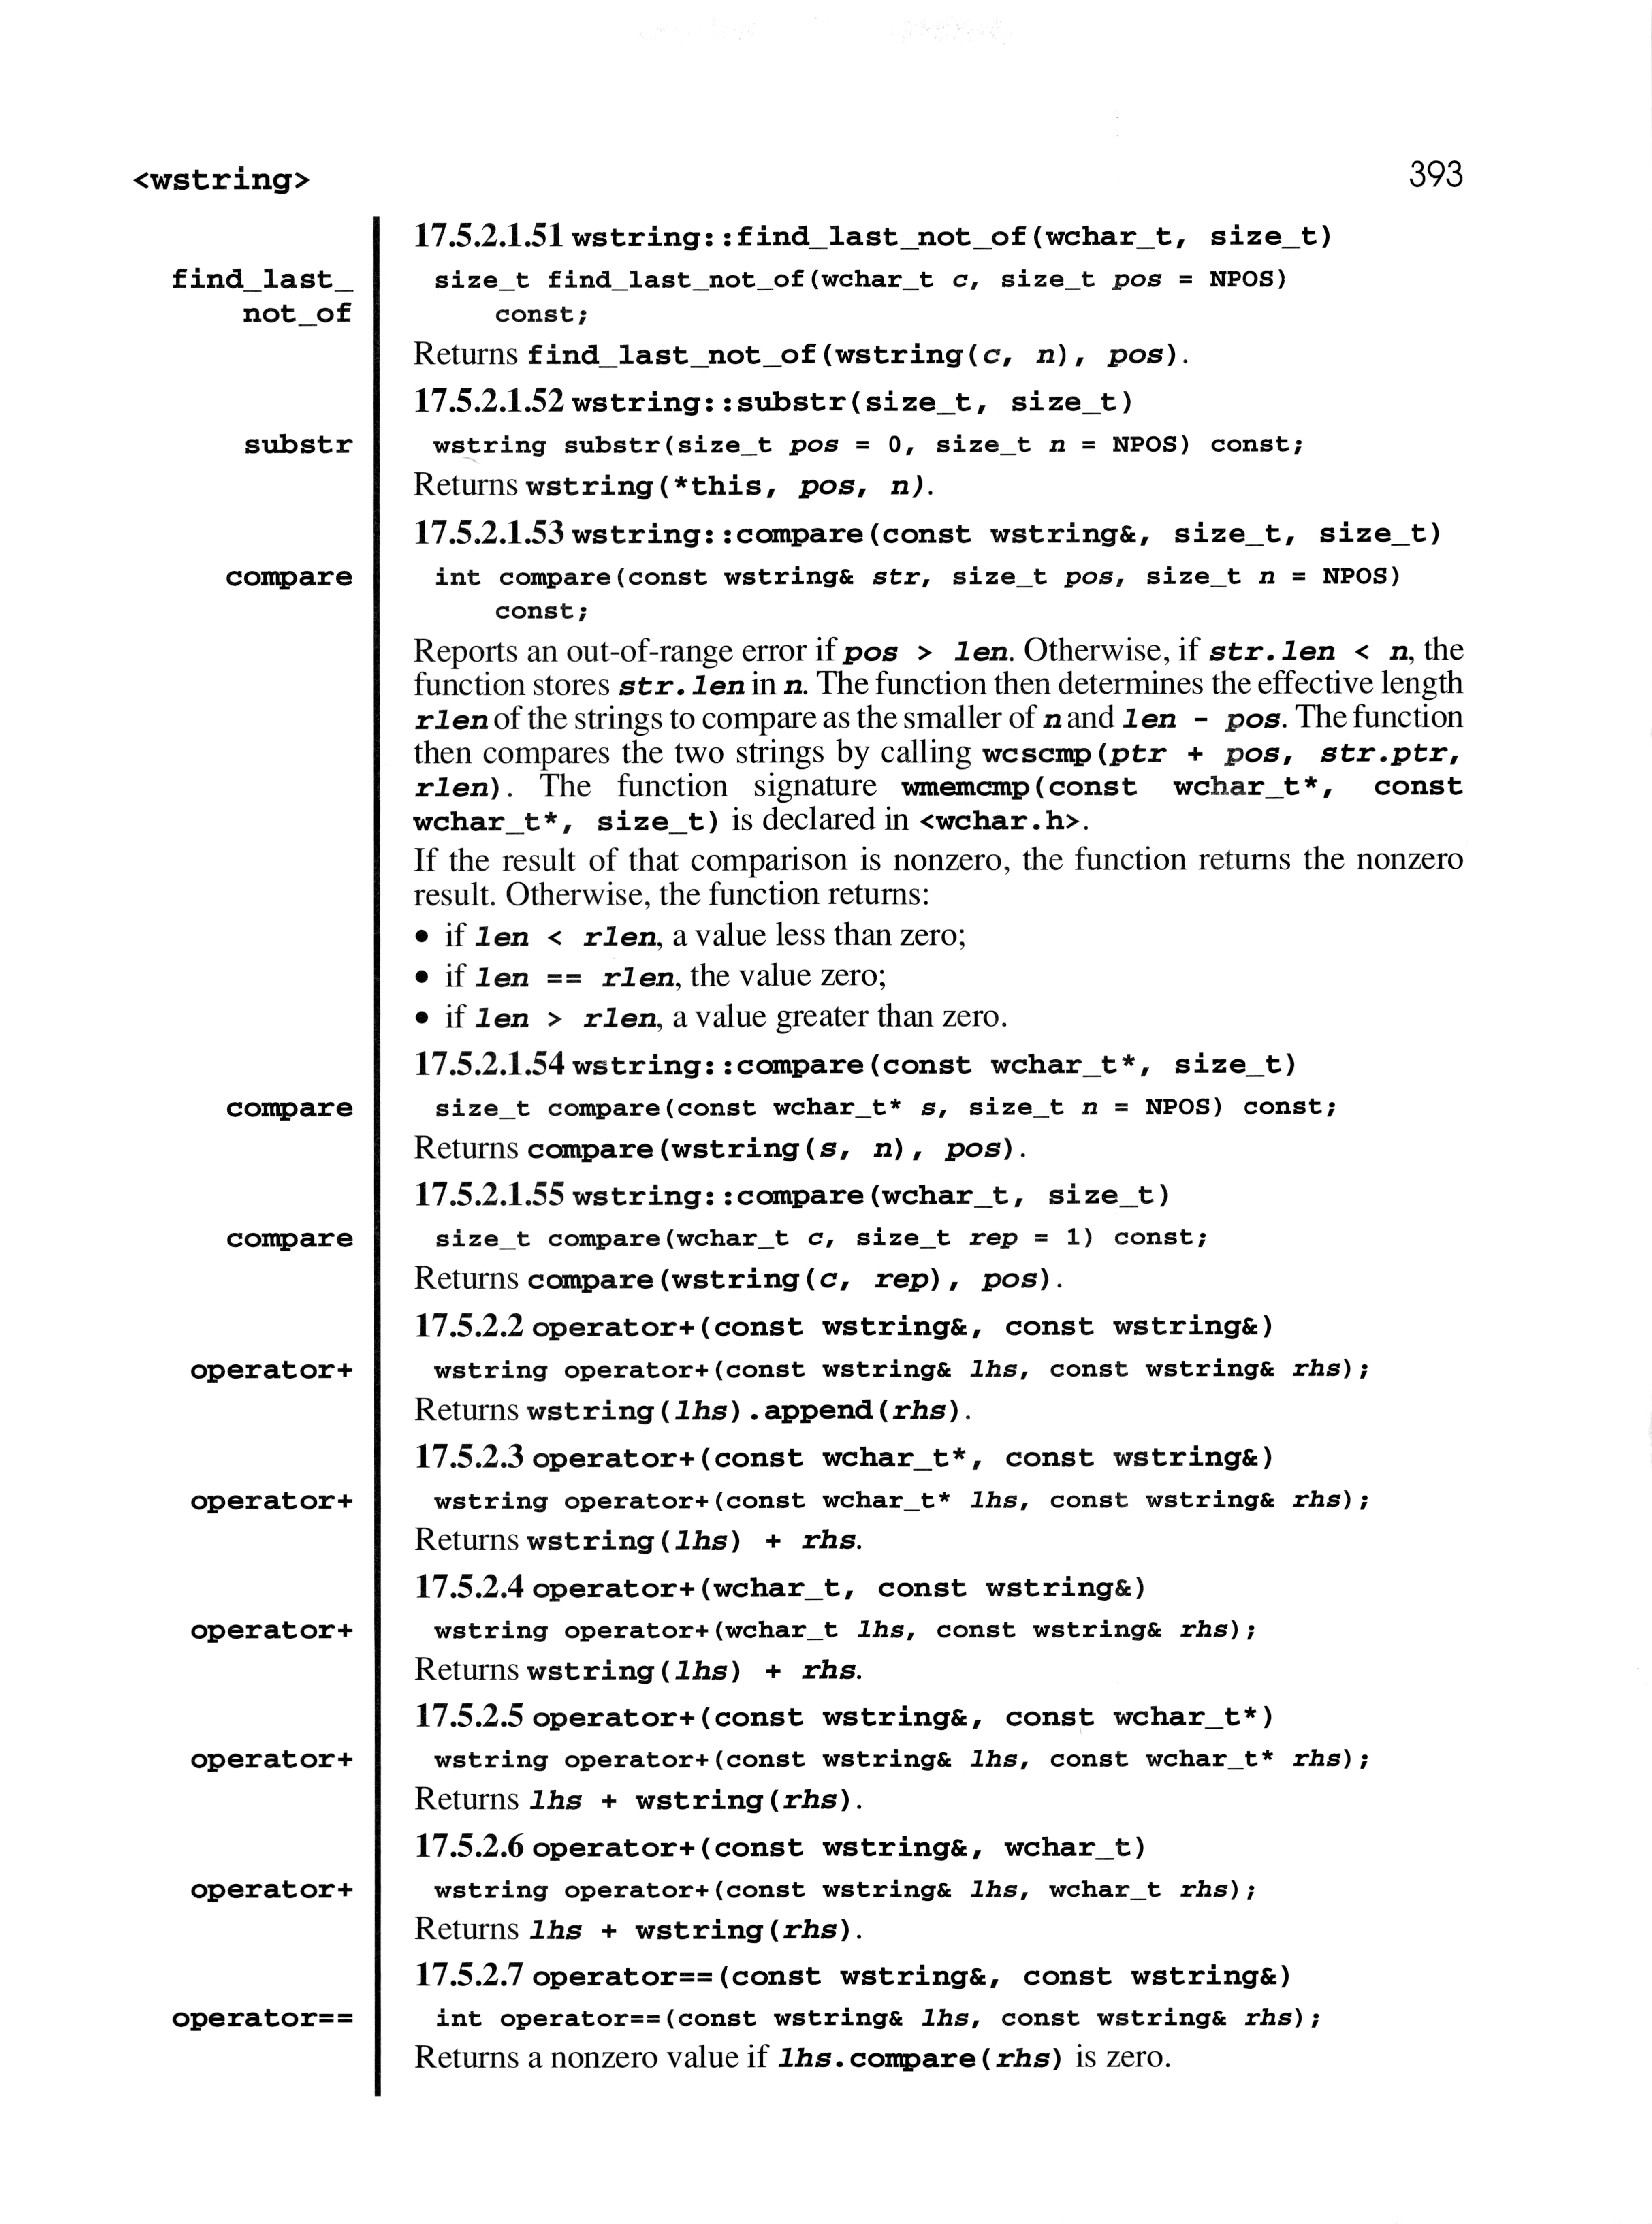 <wstring> 393
17.5.2.1.51 wstring::find_last_not_of(wchar_t, size_t)
find_last_ size_t find_last_not_of(wchar_t c, size_t pos = NPOS)
not_of const;
Returns find_last_not_of(wstring(c, n), pos).
17.5.2.1.52 wstring::substr(size_t, size_t)
substr wstring substr(size_t pos = 0, size_t n = NPOS) const;
Returns wstring(*this, pos, n).
17.5.2.1.53 wstring::compare(const wstring&, size_t, size_t)
compare int compare(const wstring& str, size_t pos, size_t n = NPOS)
const;
Reports an out-of-range error if pos > len. Otherwise, if str.len < n, the
function stores str.len in n. The function then determines the effective length
rlen of the strings to compare as the smaller of n and len - pos. The function
then compares the two strings by calling wcscmp(ptr + pos, str.ptr,
rlen). The function signature wmemcmp(const wchar_t*, const
wchar_t*, size_t) is declared in <wchar.h>.
If the result of that comparison is nonzero, the function returns the nonzero
result. Otherwise, the function returns:
• if len < rlen, a value less than zero;
• if len == rlen, the value zero;
• if len > rlen, a value greater than zero.
17.5.2.1.54 wstring::compare(const wchar_t*, size_t)
compare size_t compare(const wchar_t* s, size_t n = NPOS) const;
Returns compare(wstring(s, n), pos).
17.5.2.1.55 wstring::compare(wchar_t, size_t)
compare size_t compare(wchar_t c, size_t rep = 1) const;
Returns compare(wstring(c, rep), pos).
17.5.2.2 operator+(const wstring&, const wstring&)
operator+ wstring operator+(const wstring& lhs, const wstring& rhs);
Returns wstring(lhs).append(rhs).
17.5.2.3 operator+(const wchar_t*, const wstring&)
operator+ wstring operator+(const wchar_t* lhs, const wstring& rhs);
Returns wstring(lhs) + rhs.
17.5.2.4 operator+(wchar_t, const wstring&)
operator+ wstring operator+(wchar_t lhs, const wstring& rhs);
Returns wstring(lhs) + rhs.
17.5.2.5 operator+(const wstring&, const wchar_t*)
operator+ wstring operator+(const wstring& lhs, const wchar_t* rhs);
Returns lhs + wstring(rhs).
17.5.2.6 operator+(const wstring&, wchar_t)
operator+ wstring operator+(const wstring& lhs, wchar_t rhs);
Returns lhs + wstring(rhs).
17.5.2.7 operator==(const wstring&, const wstring&)
operator== int operator==(const wstring& lhs, const wstring& rhs);
Returns a nonzero value if lhs.compare(rhs) is zero.